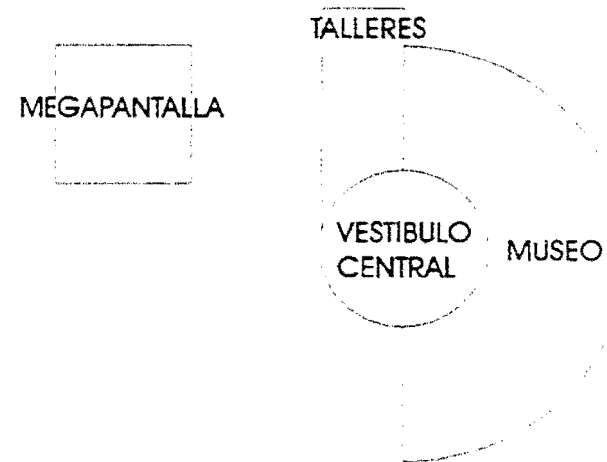 TALLERES
MEGAPANTALLA
VESTIBULO
CENTRAL
MUSEO